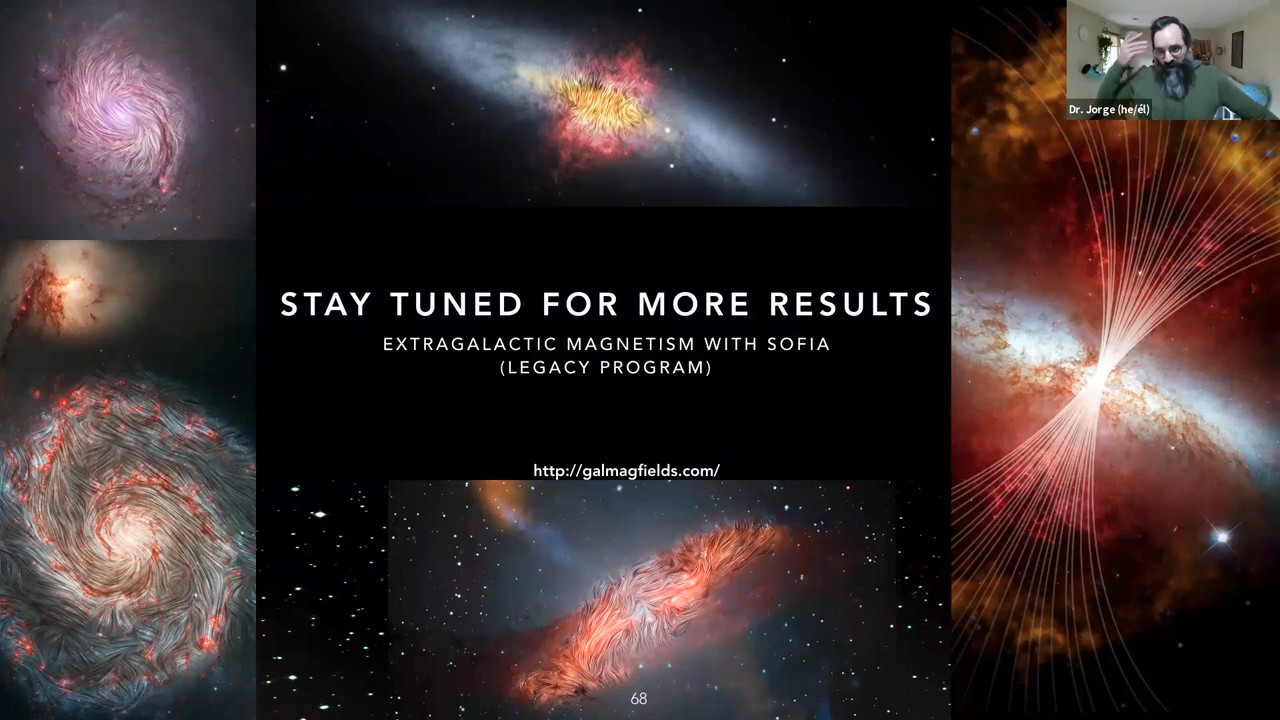 Dr. Jorge (he/él)
STAY TUNED FOR MORE RESULTS
EXTRAGALACTIC MAGNETISM WITH SOFIA
(LEGACY PROGRAM)
http://galmagfields.com/
68